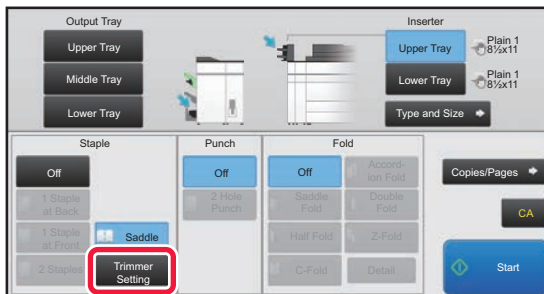 Output Tray
Inserter
Upper Tray
Middle Tray
Lower Tray
Upper Tray
Plain 1
8½x11
Lower Tray
Plain 1
8½x11
Type and Size
Staple
Punch
Fold
Off
1 Staple
at Back
1 Staple
at Front
Saddle
2 Staples
Trimmer
Setting
Off
2 Hole
Punch
Off
Accord-
ion Fold
Saddle
Fold
Double
Fold
Half Fold
Z-Fold
C-Fold
Detail
Copies/Pages
CA
Start